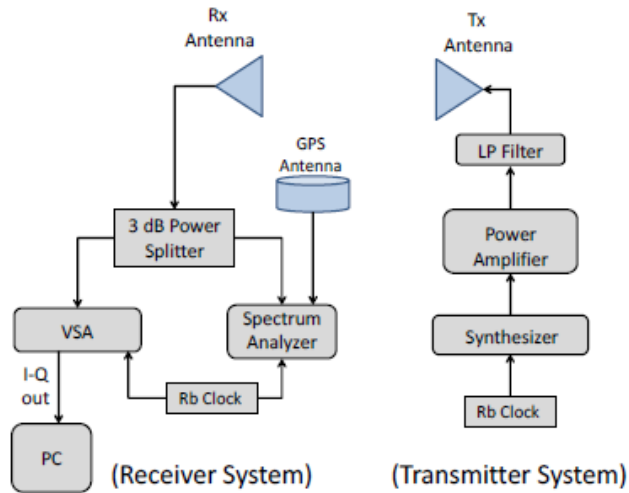 Rx
Antenna
GPS
Antenna
3 dB Power
Splitter
VSA
Spectrum
Analyzer
I-Q
out
Rb Clock
PC
(Receiver System)
Tx
Antenna
LP Filter
Power
Amplifier
Synthesizer
Rb Clock
(Transmitter System)